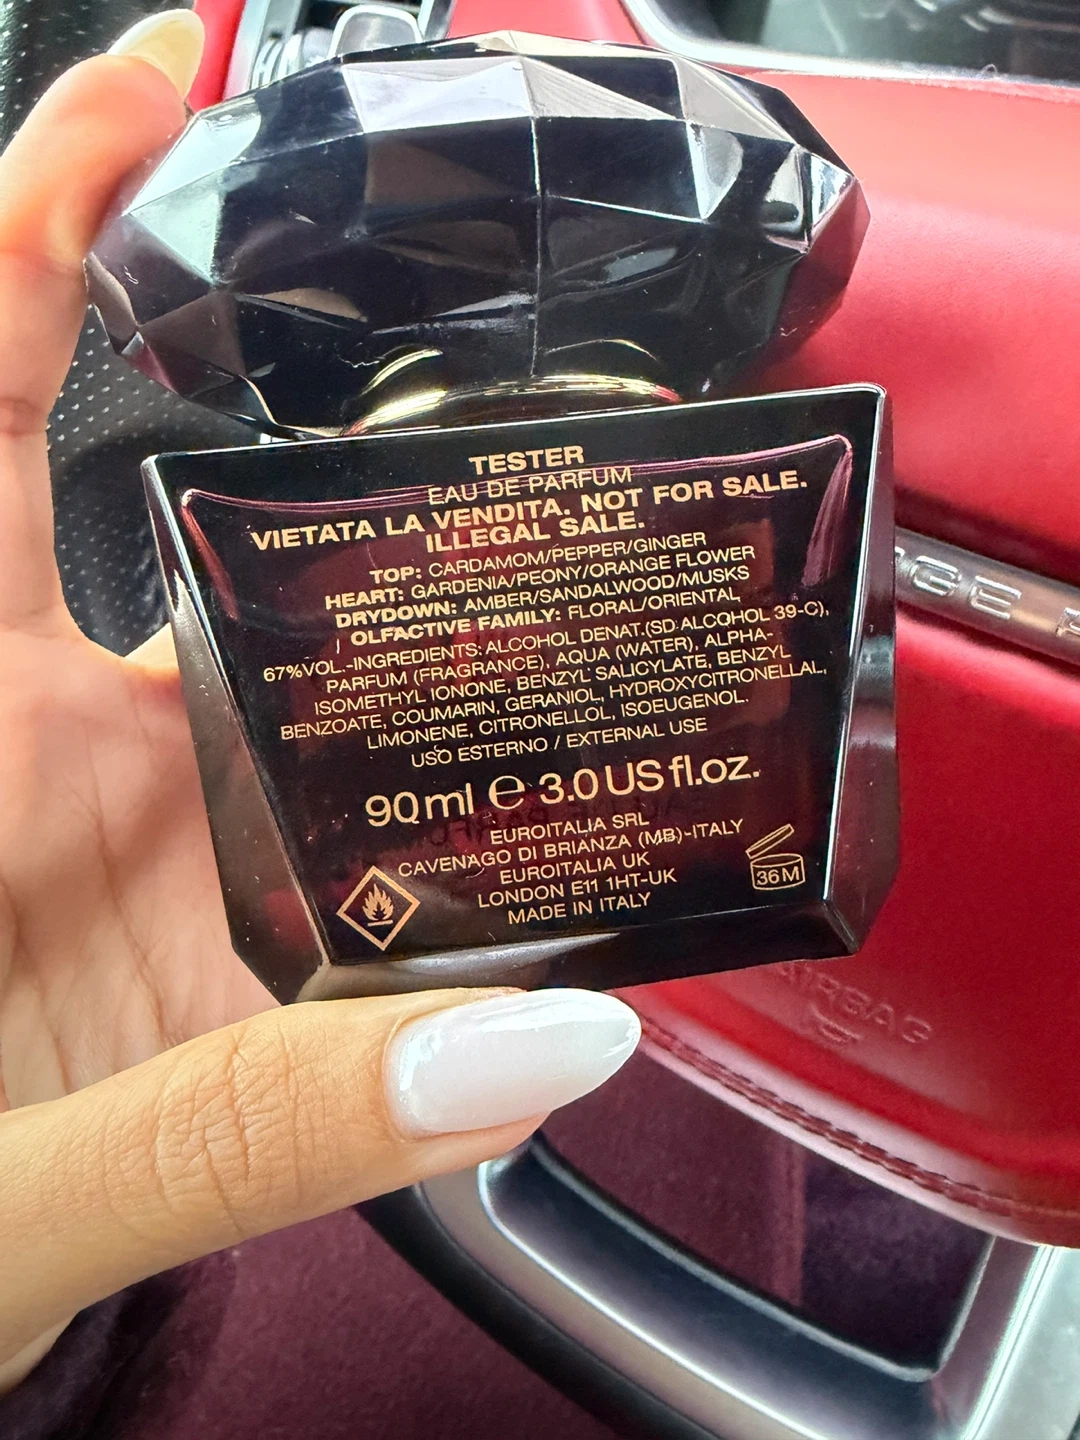 TESTER
EAU DE PARFUM
VIETATA LA VENDITA. NOT FOR SALE.
ILLEGAL SALE.
TOP: CARDAMOM/PEPPER/GINGER
HEART: GARDENIA/PEONY/ORANGE FLOWER
DRYDOWN: AMBER/SANDALWOOD/MUSKS
OLFACTIVE FAMILY: FLORAL/ORIENTAL
67%VOL.-INGREDIENTS: ALCOHOL DENAT.(SD ALCOHOL 39-C),
PARFUM (FRAGRANCE), AQUA (WATER), ALPHA-
ISOMETHYL IONONE, BENZYL SALICYLATE, BENZYL
BENZOATE, COUMARIN, GERANIOL, HYDROXYCITRONELLAL,
LIMONENE, CITRONELLOL, ISOEUGENOL.
USO ESTERNO / EXTERNAL USE
90ml e 3.0 US fl.oz.
EUROITALIA SRL
CAVENAGO DI BRIANZA (MB)-ITALY
EUROITALIA UK
LONDON E11 1HT-UK
MADE IN ITALY
36M
AIRBAG